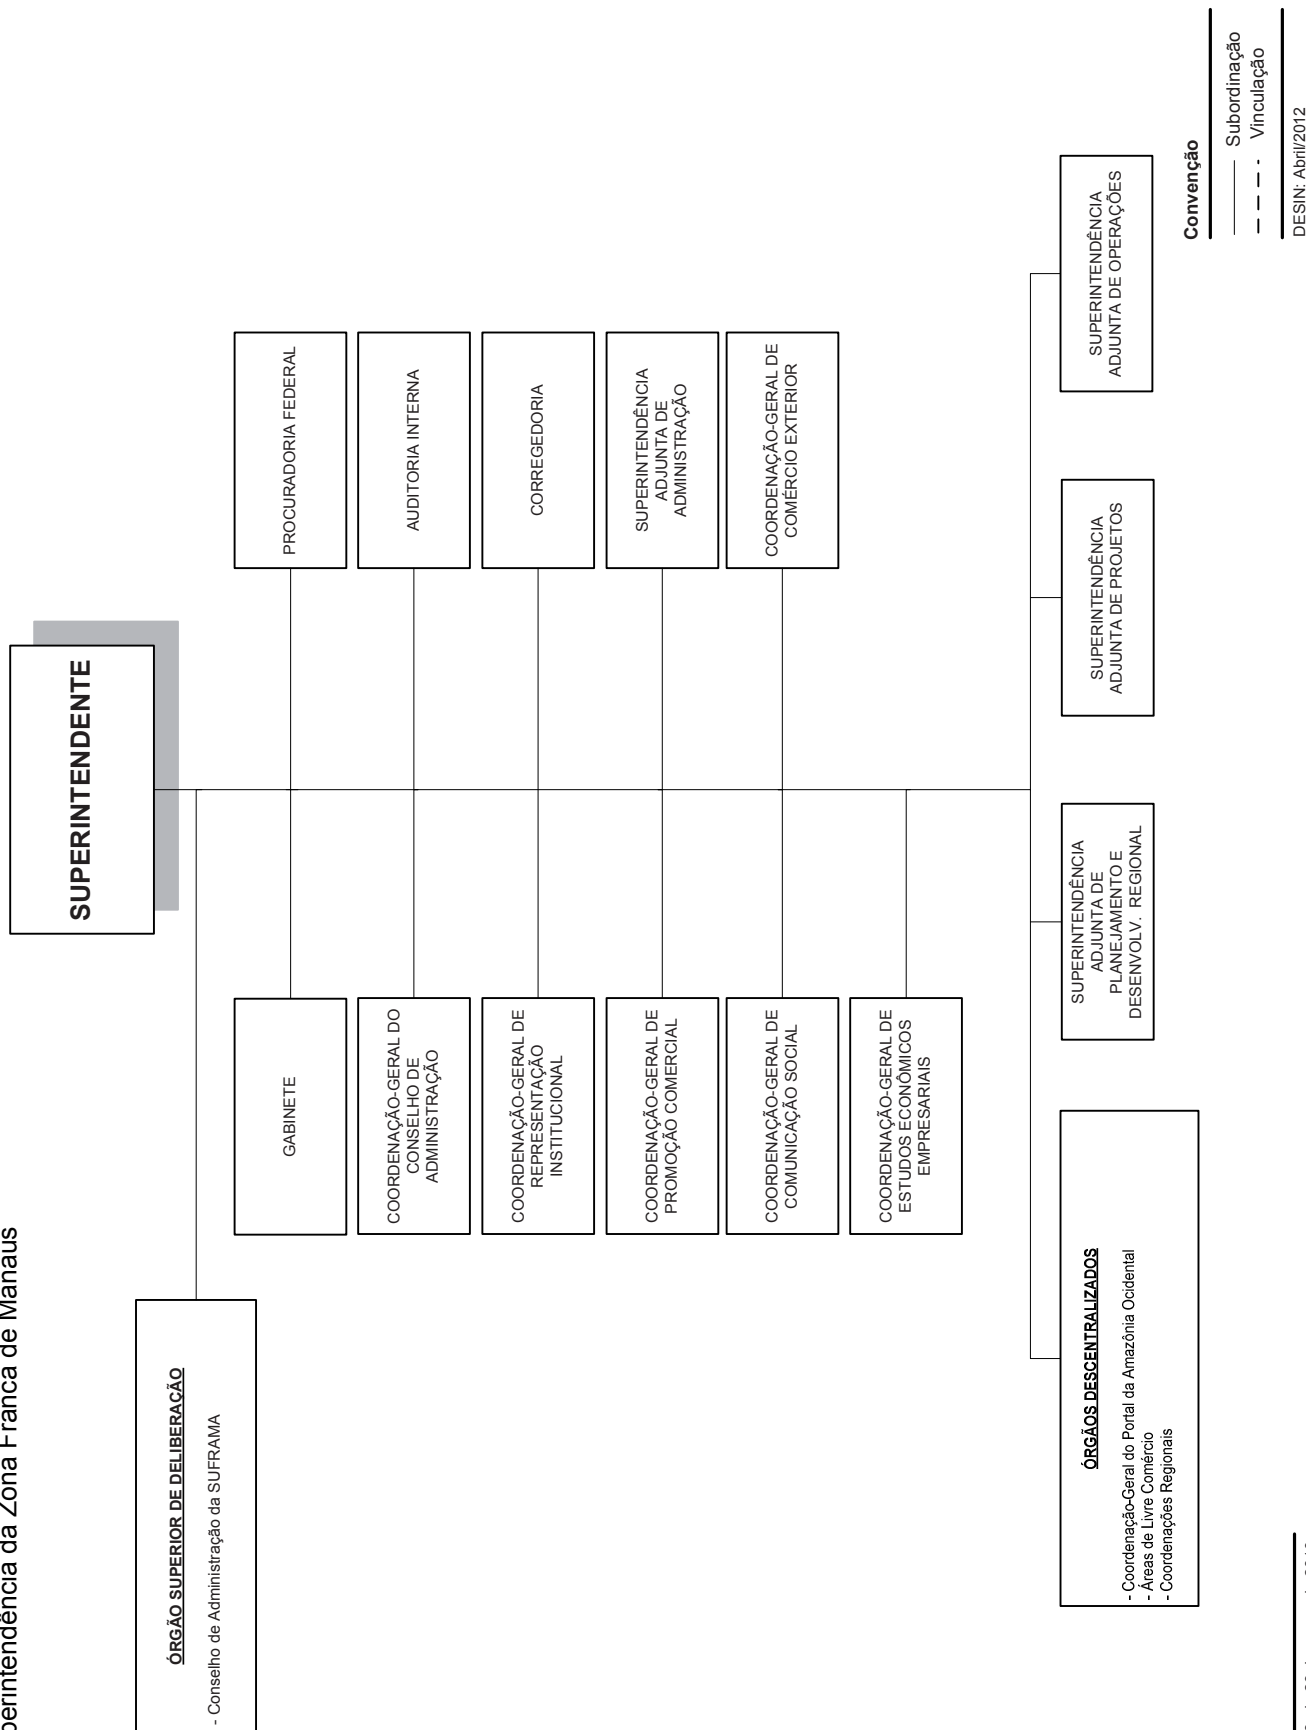 da Zona Franca de Manaus
SUPERINTENDENTE
ÓRGÃO SUPERIOR DE DELIBERAÇÃO
- Conselho de Administração da SUFRAMA
GABINETE
PROCURADORIA FEDERAL
COORDENAÇÃO-GERAL DO
CONSELHO DE
ADMINISTRAÇÃO
AUDITORIA INTERNA
COORDENAÇÃO-GERAL DE
REPRESENTAÇÃO
INSTITUCIONAL
CORREGEDORIA
COORDENAÇÃO-GERAL DE
PROMOÇÃO COMERCIAL
SUPERINTENDÊNCIA
ADJUNTA DE
ADMINISTRAÇÃO
COORDENAÇÃO-GERAL DE
COMUNICAÇÃO SOCIAL
COORDENAÇÃO-GERAL DE
COMÉRCIO EXTERIOR
COORDENAÇÃO-GERAL DE
ESTUDOS ECONÔMICOS
EMPRESARIAIS
ÓRGÃOS DESCENTRALIZADOS
- Coordenação-Geral do Portal da Amazônia Ocidental
- Áreas de Livre Comércio
- Coordenações Regionais
SUPERINTENDÊNCIA
ADJUNTA DE
PLANEJAMENTO E
DESENVOLV. REGIONAL
SUPERINTENDÊNCIA
ADJUNTA DE PROJETOS
SUPERINTENDÊNCIA
ADJUNTA DE OPERAÇÕES
Convenção
Subordinação
Vinculação
DESIN: Abril/2012